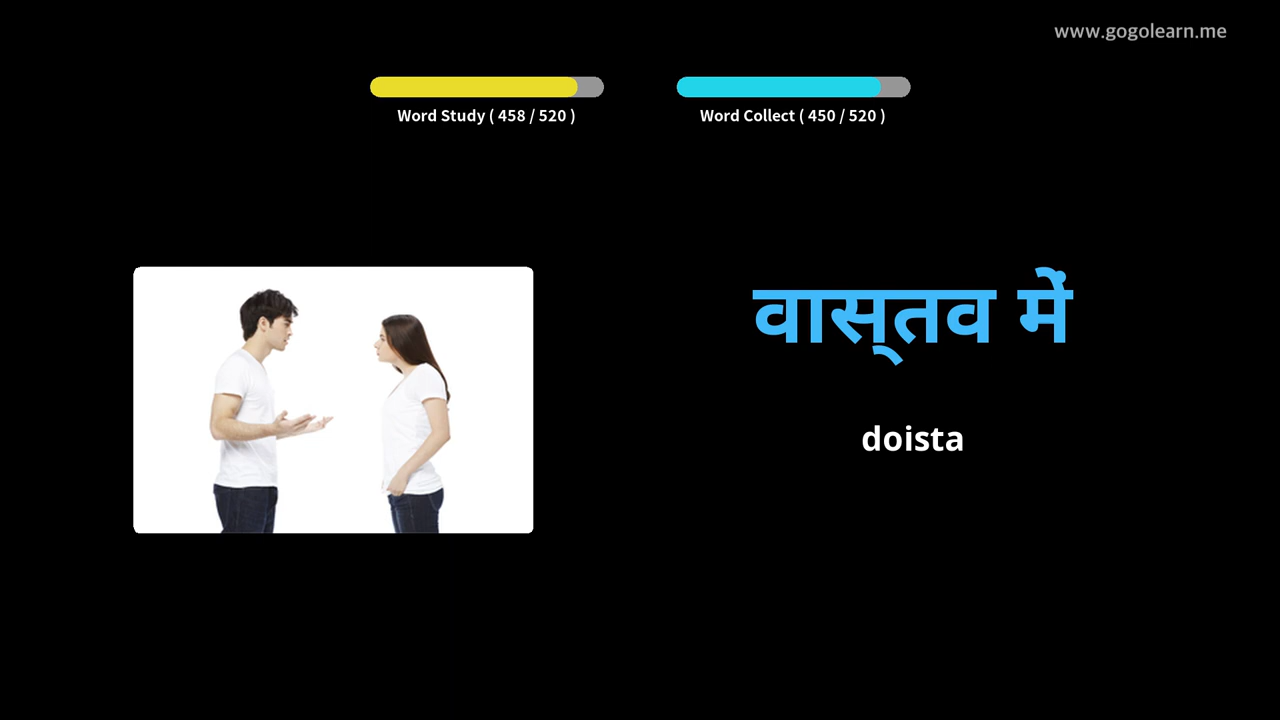 www.gogolearn.me
Word Study ( 458 / 520 )
Word Collect ( 450 / 520 )
वास्‌तव में
doista